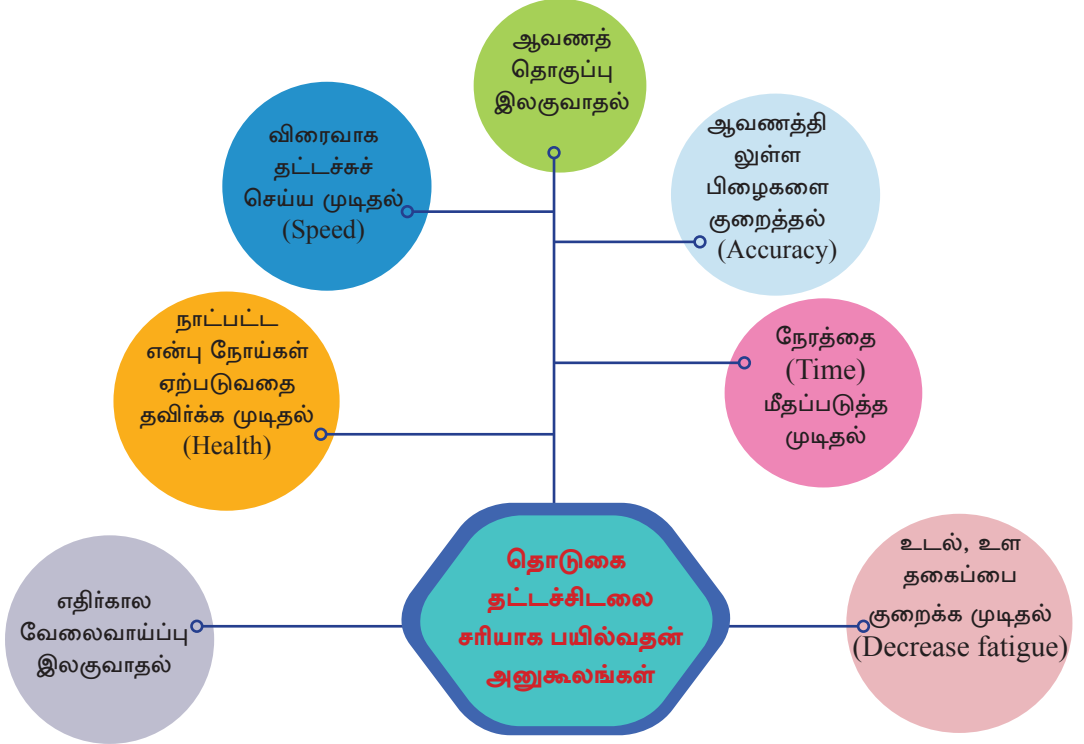 ஆவணத்
தொகுப்பு
இலகுவாதல்
விரைவாக
தட்டச்சுச்
செய்ய முடிதல்
(Speed)
ஆவணத்தி
லுள்ள
பிழைகளை
குறைத்தல்
(Accuracy)
நாட்பட்ட
என்பு நோய்கள்
ஏற்படுவதை
தவிர்க்க முடிதல்
(Health)
நேரத்தை
(Time)
மீதப்படுத்த
முடிதல்
எதிர்கால
வேலைவாய்ப்பு
இலகுவாதல்
தொடுகை
தட்டச்சிடலை
சரியாக பயில்வதன்
அனுகூலங்கள்
உடல், உள
தகைப்பை
குறைக்க முடிதல்
(Decrease fatigue)